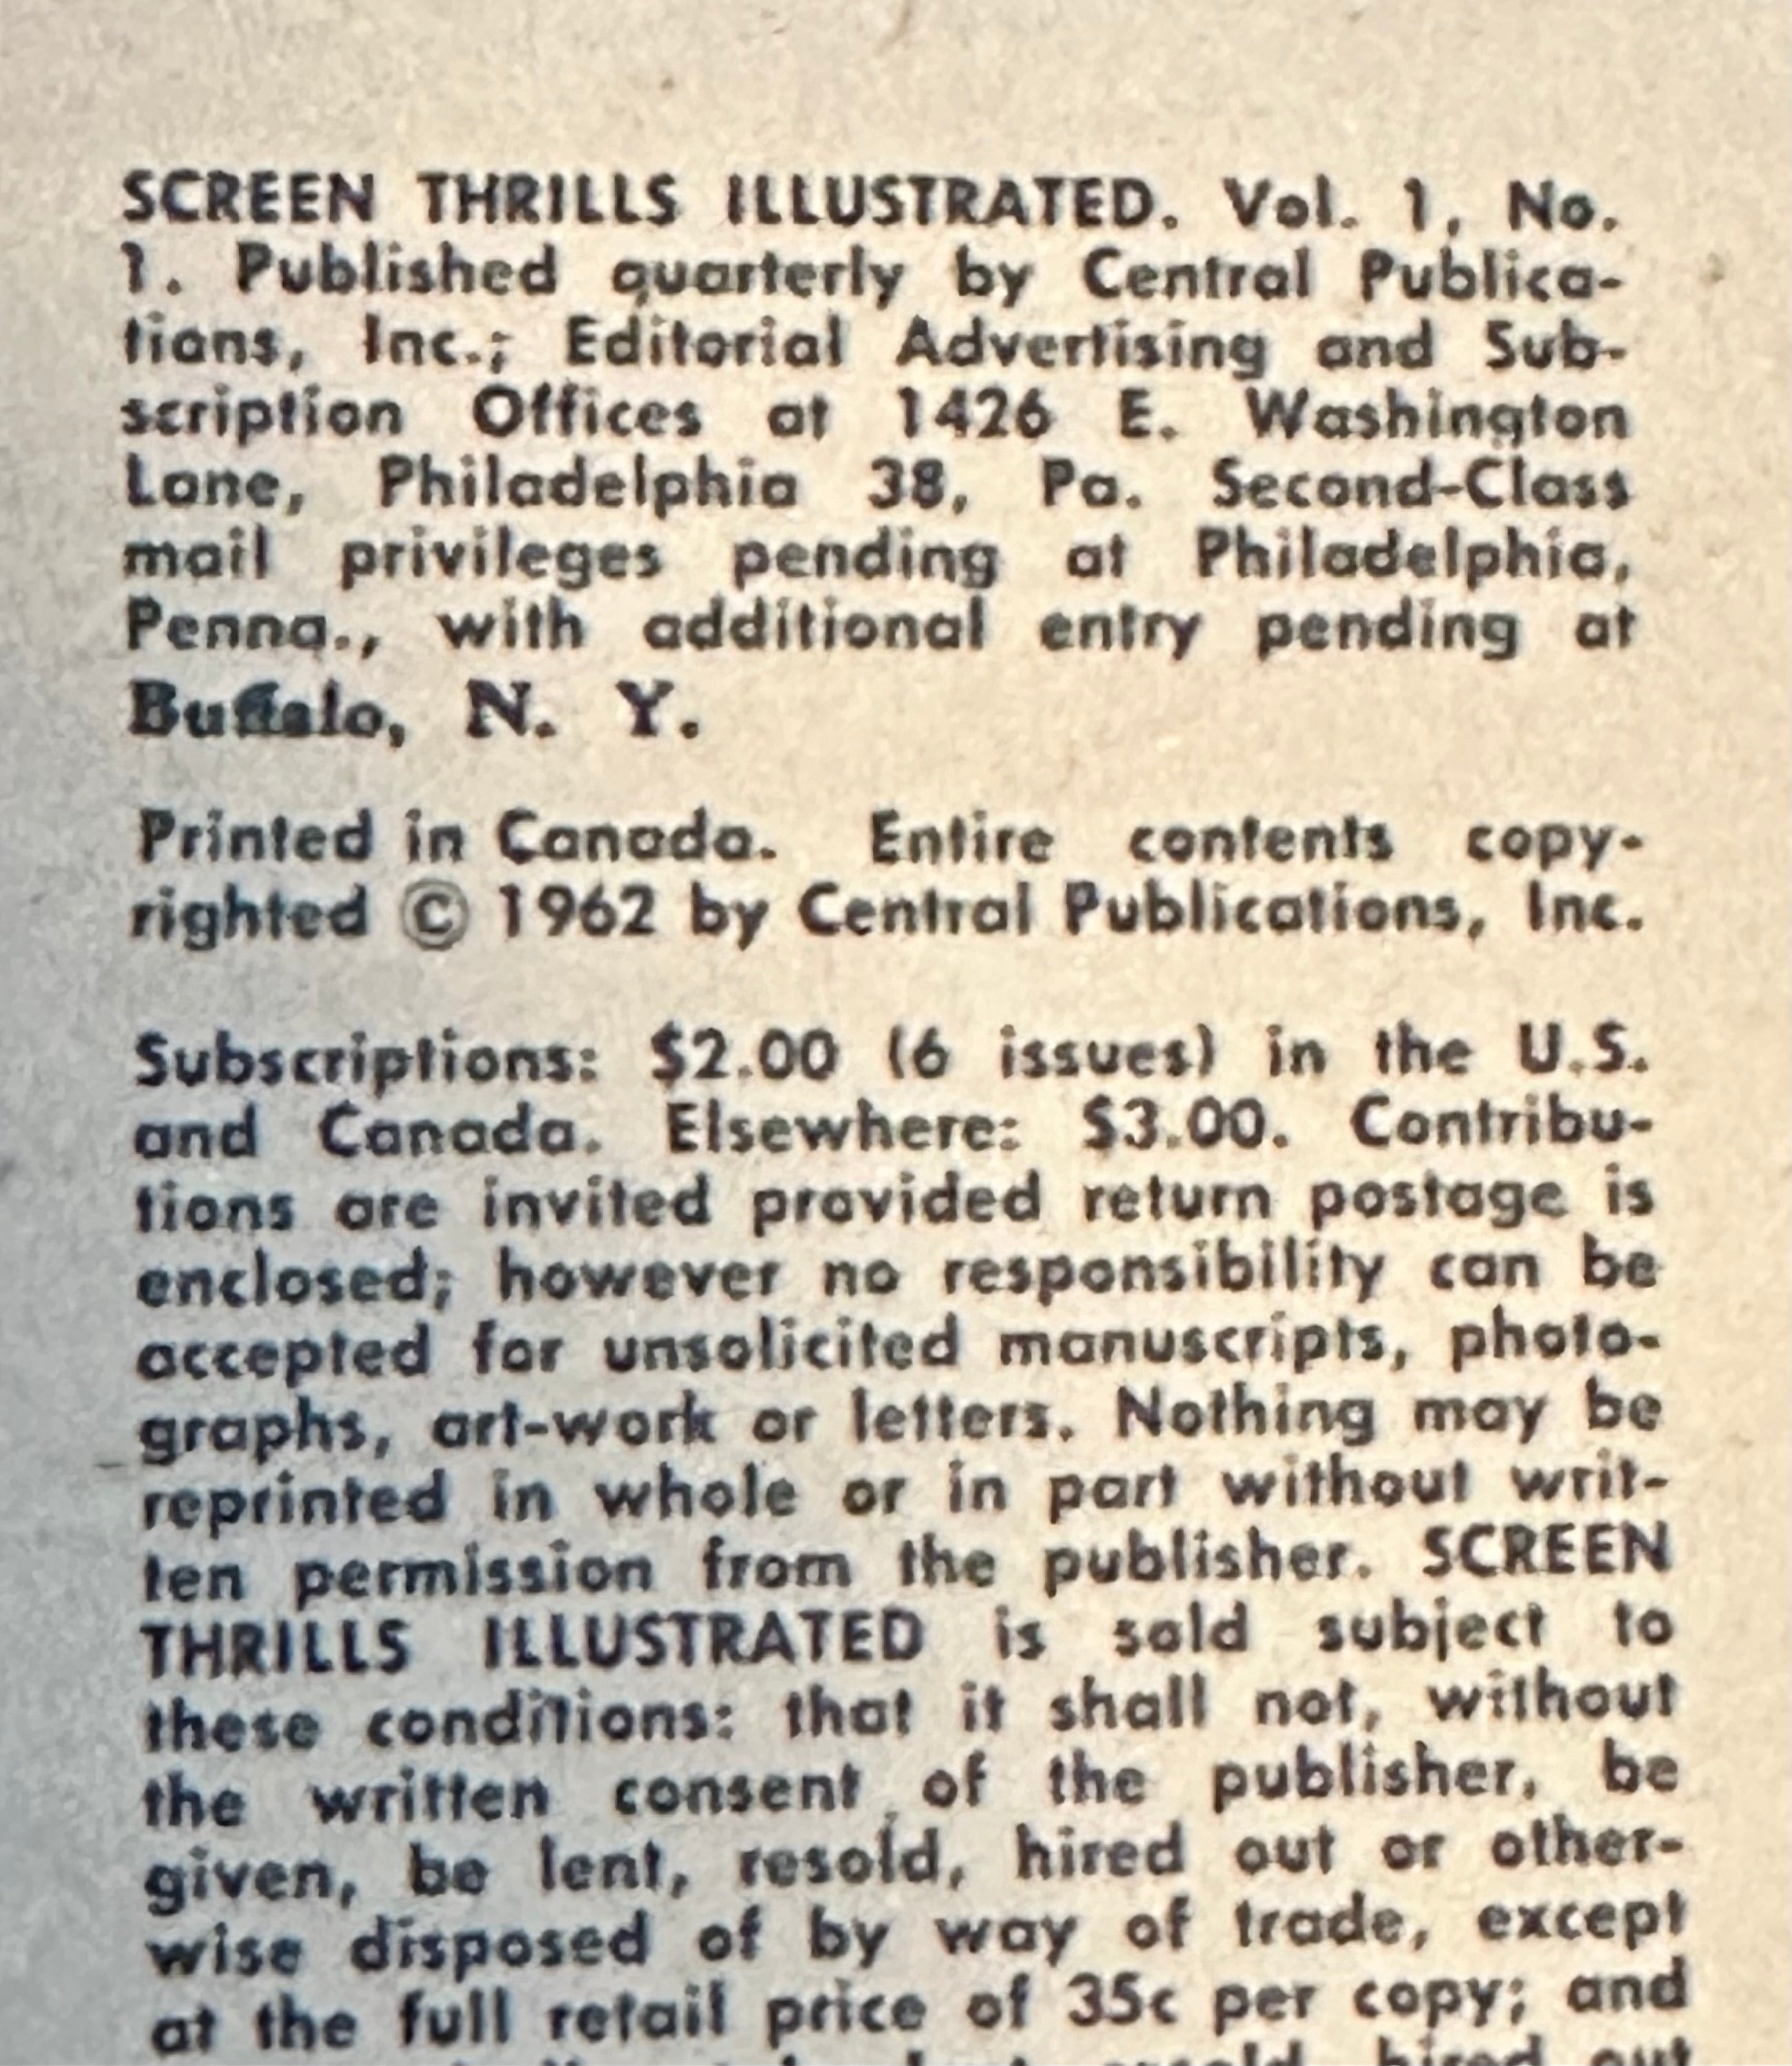 SCREEN THRILLS ILLUSTRATED. Vol. 1, No.
1. Published quarterly by Central Publica-
tions, Inc.; Editorial Advertising and Sub-
scription Offices at 1426 E. Washington
Lane, Philadelphia 38, Pa. Second-Class
mail privileges pending at Philadelphia,
Penna., with additional entry pending at
Buffalo, N. Y.
Printed in Canada. Entire contents copy-
righted © 1962 by Central Publications, Inc.
Subscriptions: $2.00 (6 issues) in the U.S.
and Canada. Elsewhere: $3.00. Contribu-
tions are invited provided return postage is
enclosed; however no responsibility can be
accepted for unsolicited manuscripts, photo-
graphs, art-work or letters. Nothing may be
reprinted in whole or in part without writ-
ten permission from the publisher. SCREEN
THRILLS ILLUSTRATED is sold subject to
these conditions: that it shall not, without
the written consent of the publisher, be
given, be lent, resold, hired out or other-
wise disposed of by way of trade, except
at the full retail price of 35c per copy; and
resold, hired out